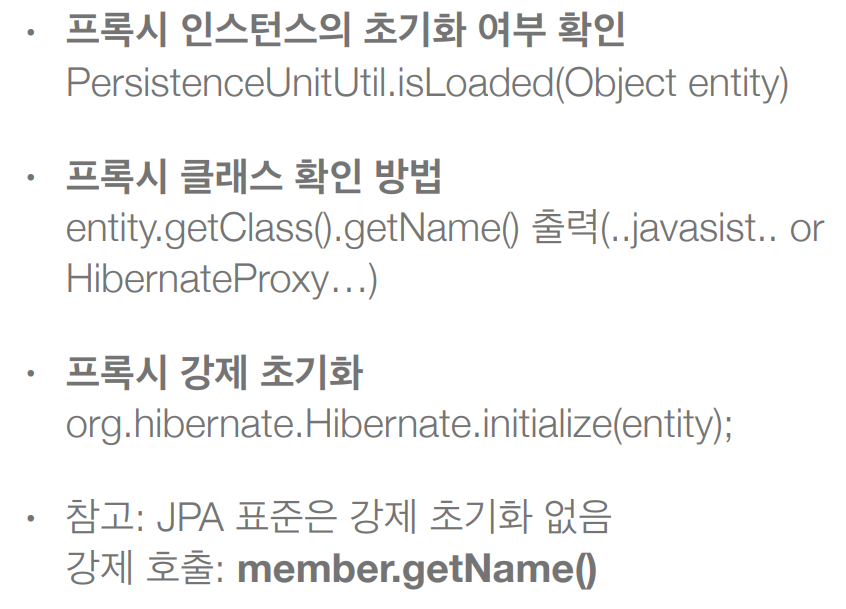 • 프록시 인스턴스의 초기화 여부 확인
PersistenceUnitUtil.isLoaded(Object entity)
• 프록시 클래스 확인 방법
entity.getClass().getName() 출력(..javasist.. or
HibernateProxy…)
• 프록시 강제 초기화
org.hibernate.Hibernate.initialize(entity);
• 참고: JPA 표준은 강제 초기화 없음
강제 호출: member.getName()